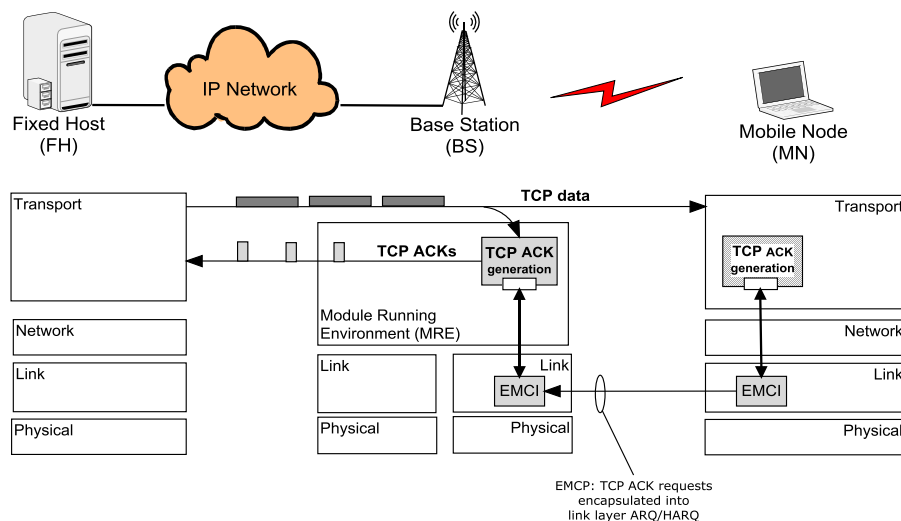 IP Network
Fixed Host
(FH)
Base Station
(BS)
Mobile Node
(MN)
Transport
TCP data
Transport
TCP ACKs
TCP ACK
generation
TCP ACK
generation
Module Running
Environment (MRE)
Network
Network
Link
Link
Link
Link
EMCI
EMCI
Physical
Physical
Physical
Physical
EMCP: TCP ACK requests
encapsulated into
link layer ARQ/HARQ